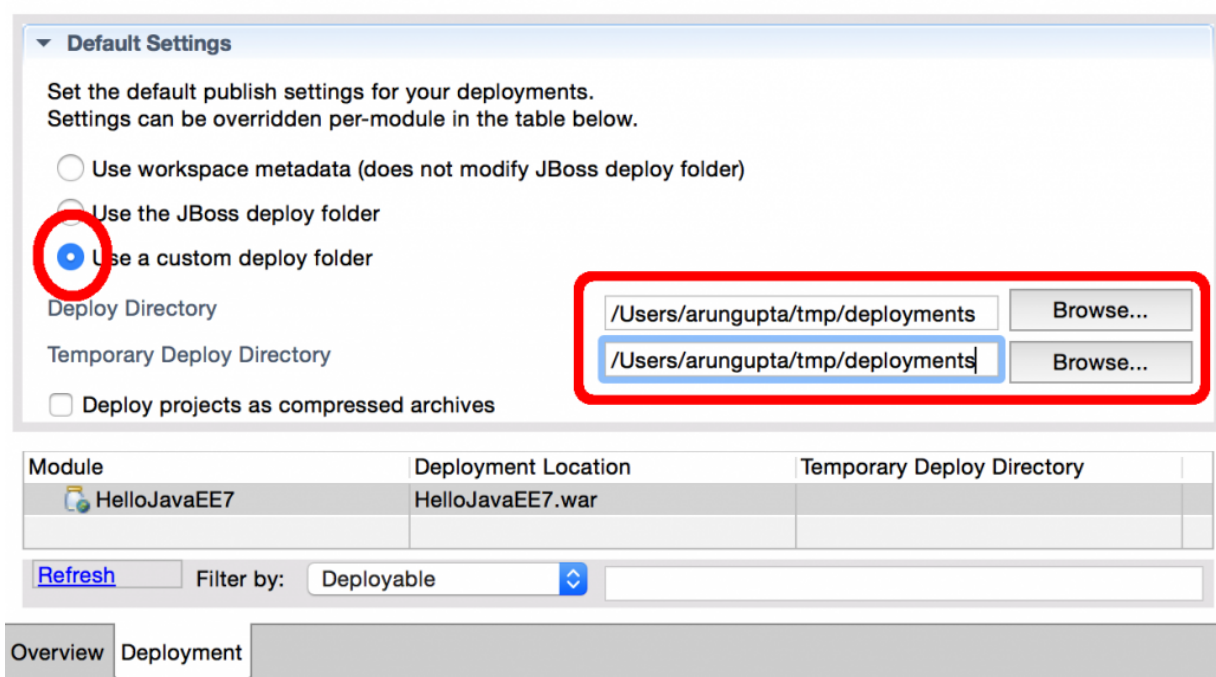 Default Settings
Set the default publish settings for your deployments.
Settings can be overridden per-module in the table below.
Use workspace metadata (does not modify JBoss deploy folder)
Use the JBoss deploy folder
Use a custom deploy folder
Deploy Directory /Users/arungupta/tmp/deployments Browse...
Temporary Deploy Directory /Users/arungupta/tmp/deployments Browse...
Deploy projects as compressed archives
Module Deployment Location Temporary Deploy Directory
HelloJavaEE7 HelloJavaEE7.war
Refresh Filter by: Deployable
Overview Deployment